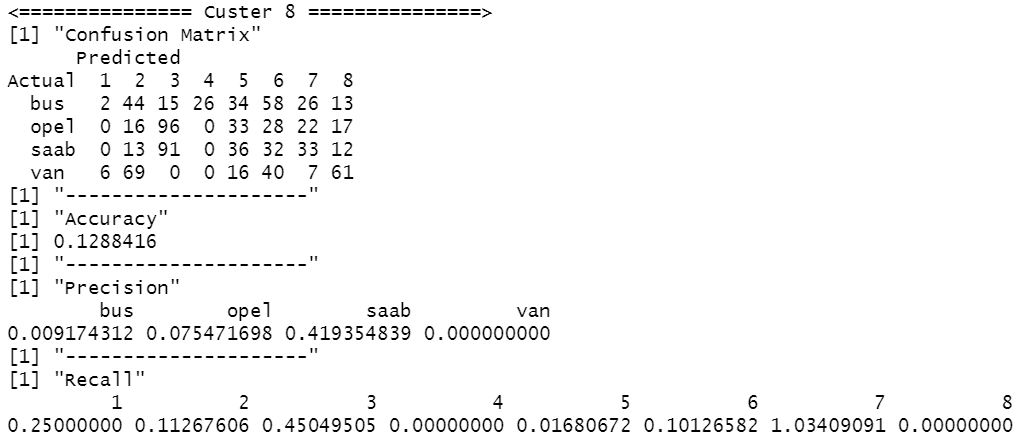 <=============== Custer 8 ===============>
[1] "Confusion Matrix"
      Predicted
Actual  1  2  3  4  5  6  7  8
  bus   2 44 15 26 34 58 26 13
  opel  0 16 96  0 33 28 22 17
  saab  0 13 91  0 36 32 33 12
  van   6 69  0  0 16 40  7 61
[1] "---------------------"
[1] "Accuracy"
[1] 0.1288416
[1] "---------------------"
[1] "Precision"
        bus        opel        saab         van
0.009174312 0.075471698 0.419354839 0.000000000
[1] "---------------------"
[1] "Recall"
         1          2          3          4          5          6          7          8
0.25000000 0.11267606 0.45049505 0.00000000 0.01680672 0.10126582 1.03409091 0.00000000